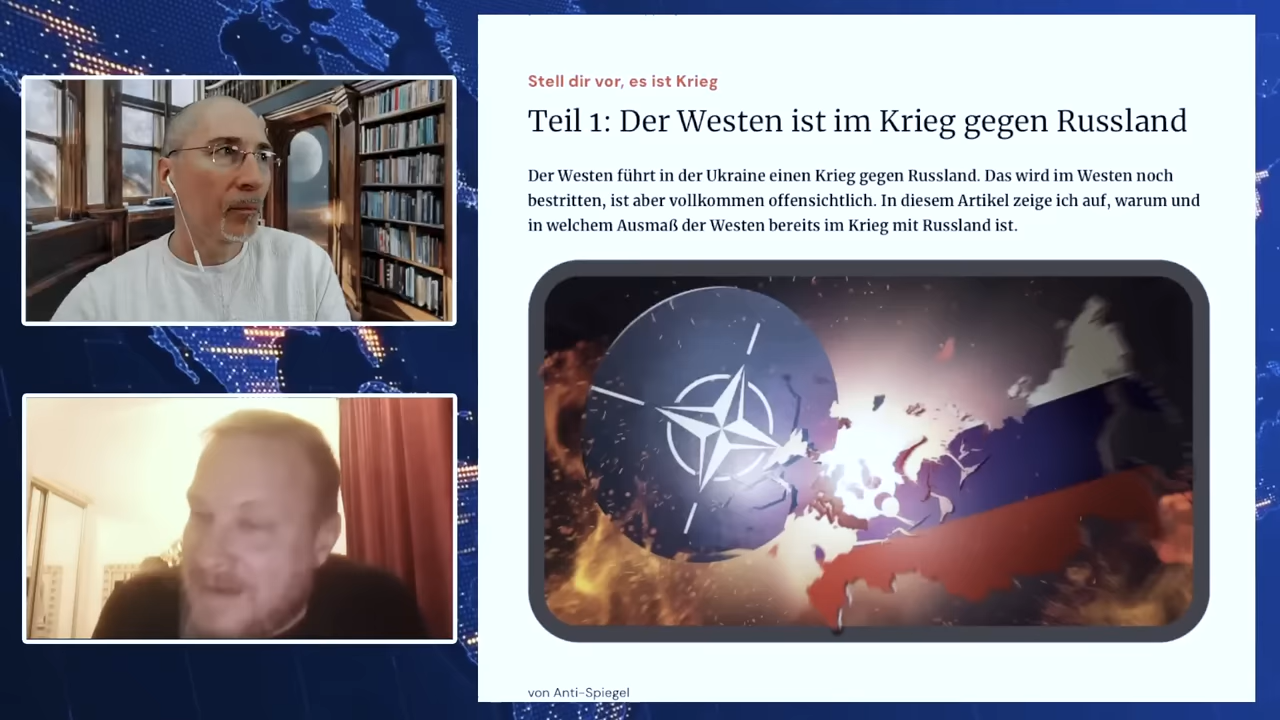 Stell dir vor, es ist Krieg
Teil 1: Der Westen ist im Krieg gegen Russland
Der Westen führt in der Ukraine einen Krieg gegen Russland. Das wird im Westen noch
bestritten, ist aber vollkommen offensichtlich. In diesem Artikel zeige ich auf, warum und
in welchem Ausmaß der Westen bereits im Krieg mit Russland ist.
von Anti-Spiegel